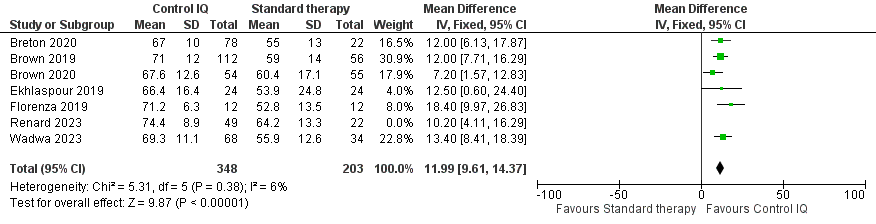 Control IQ Standard therapy Mean Difference Mean Difference
Study or Subgroup Mean SD Total Mean SD Total Weight IV, Fixed, 95% CI IV, Fixed, 95% CI
Breton 2020 67 10 78 55 13 22 16.5% 12.00 [6.13, 17.87]
Brown 2019 71 12 112 59 14 56 30.9% 12.00 [7.71, 16.29]
Brown 2020 67.6 12.6 54 60.4 17.1 55 17.9% 7.20 [1.57, 12.83]
Ekhlaspour 2019 66.4 16.4 24 53.9 24.8 24 4.0% 12.50 [0.60, 24.40]
Florenza 2019 71.2 6.3 12 52.8 13.5 12 8.0% 18.40 [9.97, 26.83]
Renard 2023 74.4 8.9 49 64.2 13.3 22 0.0% 10.20 [4.11, 16.29]
Wadwa 2023 69.3 11.1 68 55.9 12.6 34 22.8% 13.40 [8.41, 18.39]
Total (95% CI) 348 203 100.0% 11.99 [9.61, 14.37]
Heterogeneity: Chi² = 5.31, df = 5 (P = 0.38); I² = 6%
Test for overall effect: Z = 9.87 (P < 0.00001)
-100 -50 0 50 100
Favours Standard therapy Favours Control IQ